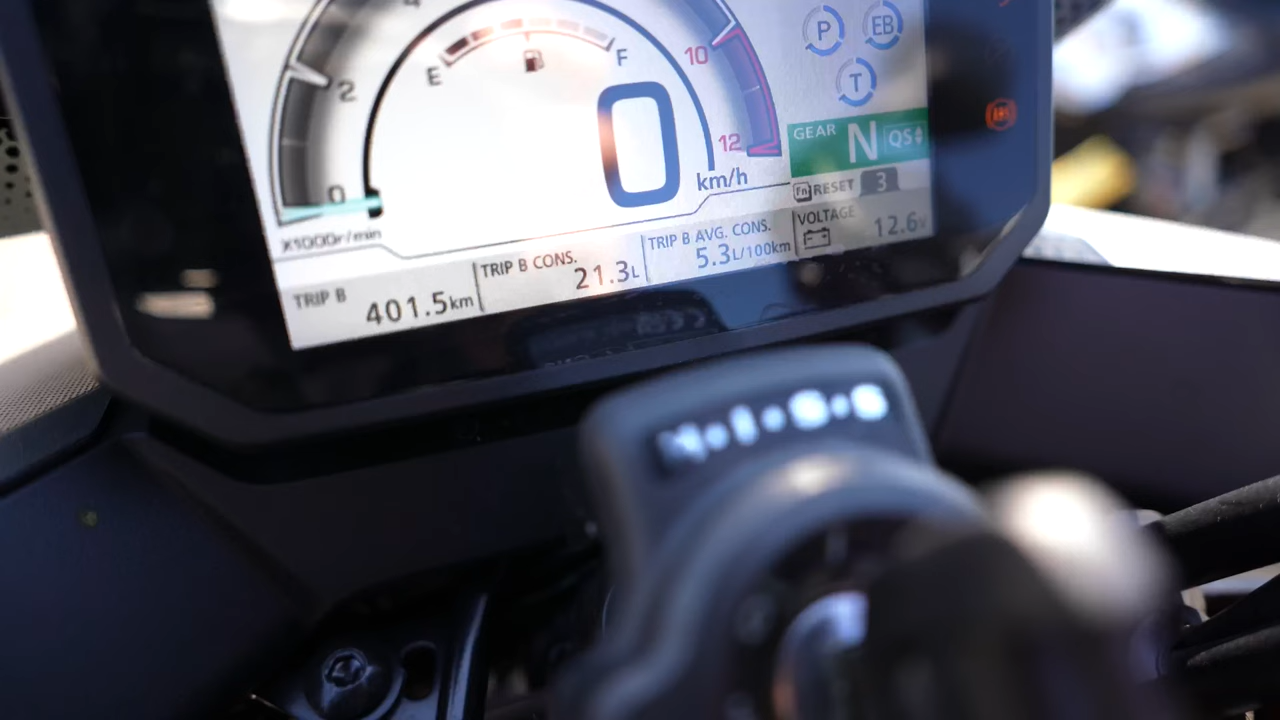 4
2
0
X1000r/min
E
F
10
12
0
km/h
P
EB
T
GEAR N QS
Fn RESET 3
VOLTAGE
12.6V
TRIP B 401.5km
TRIP B CONS.
21.3L
TRIP B AVG. CONS.
5.3L/100km
H·I·S·S